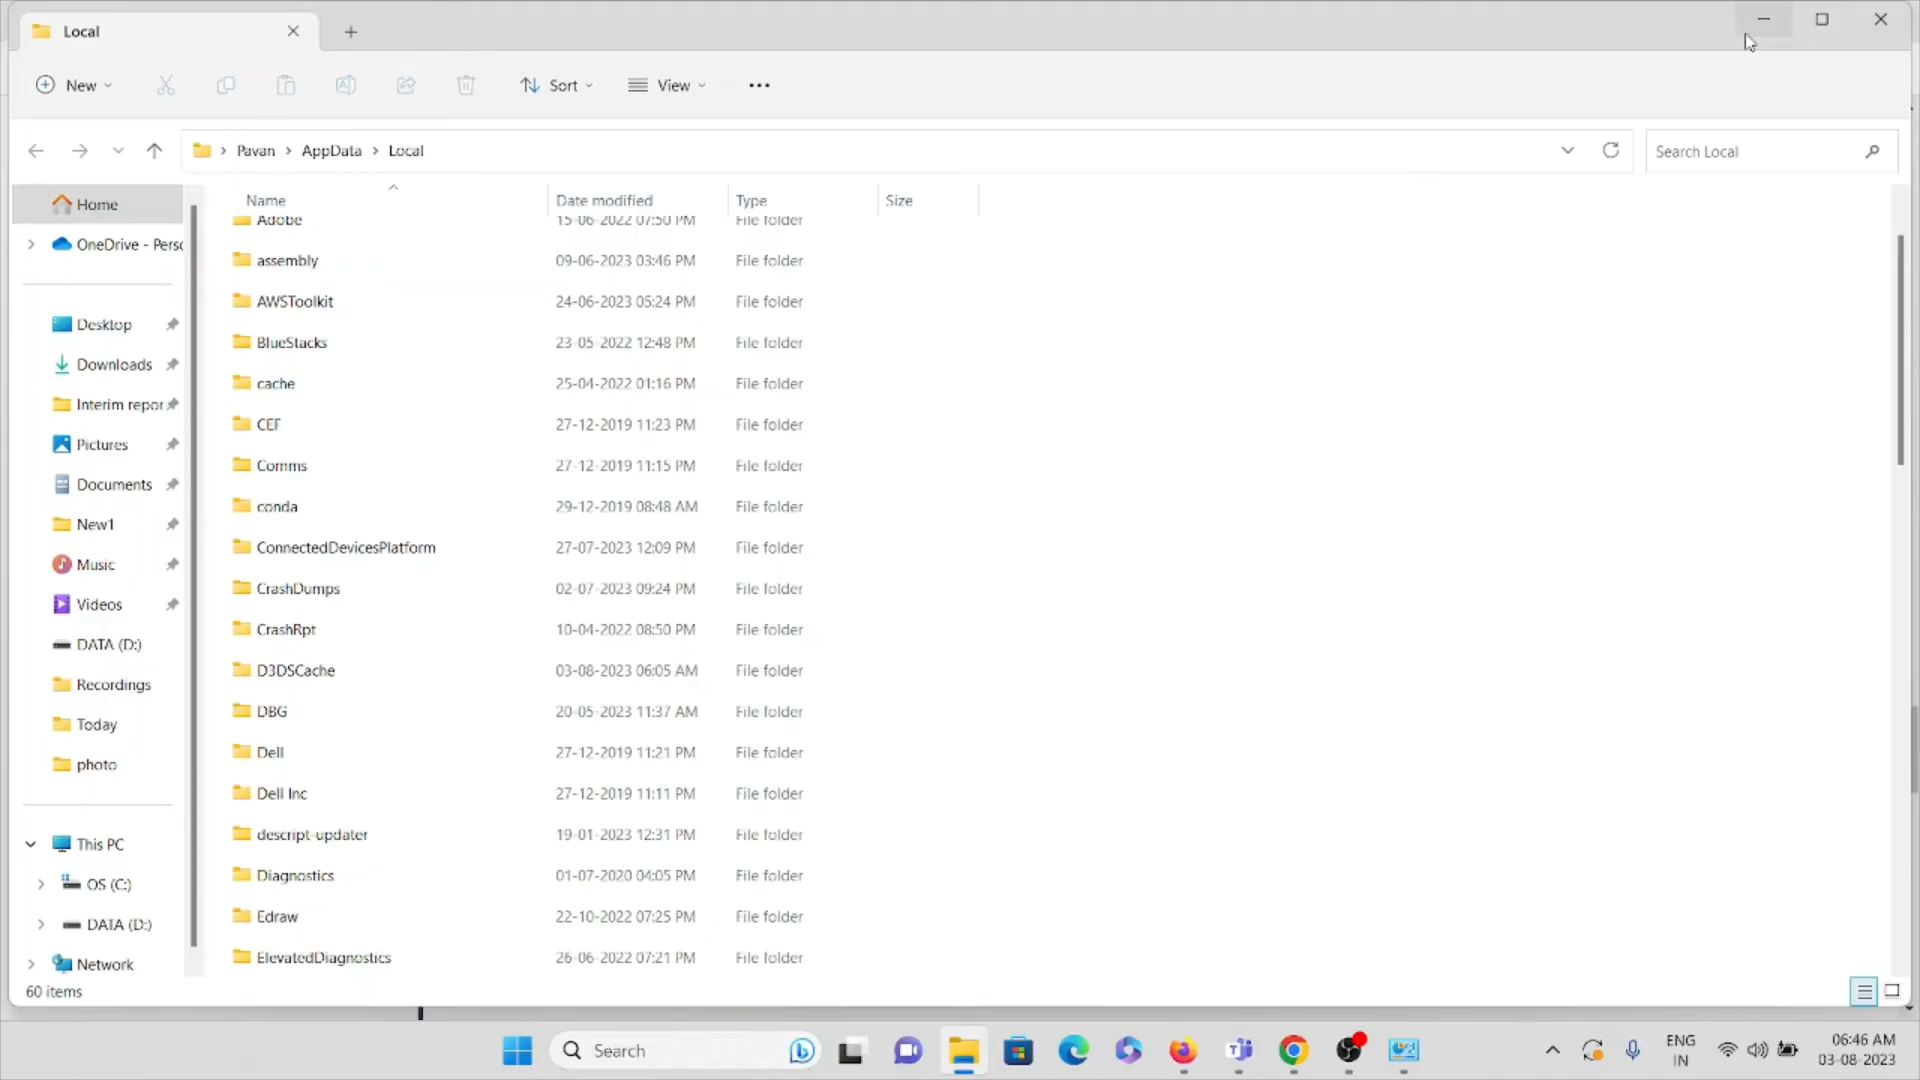 Local
New
Sort
View
Pavan > AppData > Local
Search Local
Home
OneDrive - Persc
Desktop
Downloads
Interim repor
Pictures
Documents
New1
Music
Videos
DATA (D:)
Recordings
Today
photo
This PC
OS (C:)
DATA (D:)
Network
Name Date modified Type Size
Adobe 15-06-2022 07:50 PM File folder
assembly 09-06-2023 03:46 PM File folder
AWSToolkit 24-06-2023 05:24 PM File folder
BlueStacks 23-05-2022 12:48 PM File folder
cache 25-04-2022 01:16 PM File folder
CEF 27-12-2019 11:23 PM File folder
Comms 27-12-2019 11:15 PM File folder
conda 29-12-2019 08:48 AM File folder
ConnectedDevicesPlatform 27-07-2023 12:09 PM File folder
CrashDumps 02-07-2023 09:24 PM File folder
CrashRpt 10-04-2022 08:50 PM File folder
D3DSCache 03-08-2023 06:05 AM File folder
DBG 20-05-2023 11:37 AM File folder
Dell 27-12-2019 11:21 PM File folder
Dell Inc 27-12-2019 11:11 PM File folder
descript-updater 19-01-2023 12:31 PM File folder
Diagnostics 01-07-2020 04:05 PM File folder
Edraw 22-10-2022 07:25 PM File folder
ElevatedDiagnostics 26-06-2022 07:21 PM File folder
60 items
Search
ENG
IN
06:46 AM
03-08-2023